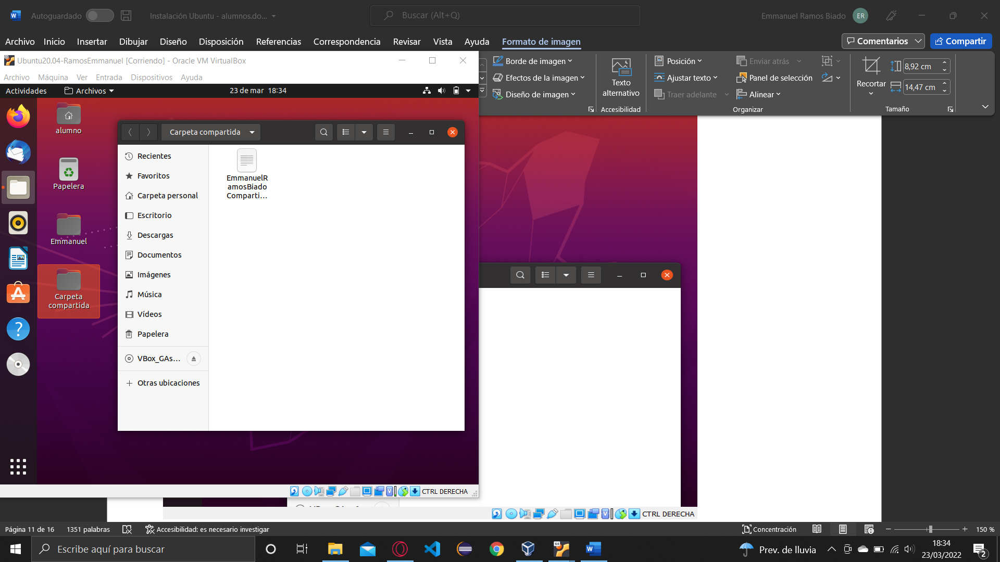 Autoguardado
Instalación Ubuntu - alumnos.do...
Buscar (Alt+Q)
Emmanuel Ramos Biado
ER
Archivo Inicio Insertar Dibujar Diseño Disposición Referencias Correspondencia Revisar Vista Ayuda Formato de imagen
Comentarios
Compartir
Ubuntu20.04-RamosEmmanuel [Corriendo] - Oracle VM VirtualBox
Archivo Máquina Ver Entrada Dispositivos Ayuda
Borde de imagen
Efectos de la imagen
Diseño de imagen
Texto
alternativo
Accesibilidad
Posición
Ajustar texto
Traer adelante
Enviar atrás
Panel de selección
Alinear
Organizar
Recortar
8,92 cm
14,47 cm
Tamaño
Actividades
Archivos
23 de mar 18:34
alumno
Papelera
Emmanuel
Carpeta
compartida
Carpeta compartida
Recientes
Favoritos
Carpeta personal
Escritorio
Descargas
Documentos
Imágenes
Música
Vídeos
Papelera
VBox_GAs...
Otras ubicaciones
EmmanuelR
amosBiado
Comparti...
CTRL DERECHA
CTRL DERECHA
Página 11 de 16
1351 palabras
Accesibilidad: es necesario investigar
Concentración
150 %
Escribe aquí para buscar
Prev. de lluvia
18:34
23/03/2022
2